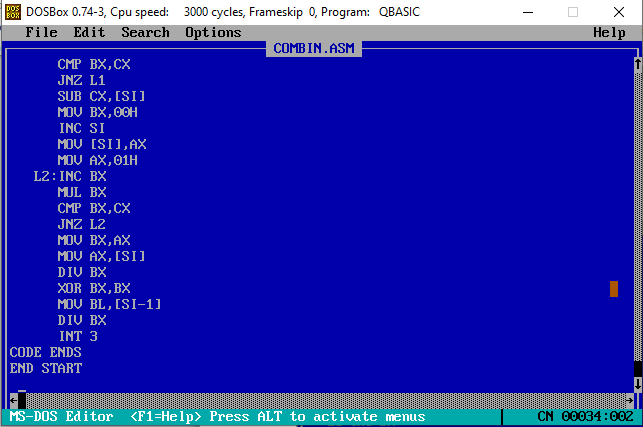 DOSBox 0.74-3, Cpu speed: 3000 cycles, Frameskip 0, Program: QBASIC
File Edit Search Options Help
COMBIN.ASM
CMP BX,CX
JNZ L1
SUB CX,[SI]
MOV BX,00H
INC SI
MOV [SI],AX
MOV AX,01H
L2:INC BX
MUL BX
CMP BX,CX
JNZ L2
MOV BX,AX
MOV AX,[SI]
DIV BX
XOR BX,BX
MOV BL,[SI-1]
DIV BX
INT 3
CODE ENDS
END START
MS-DOS Editor <F1=Help> Press ALT to activate menus CN 00034:002